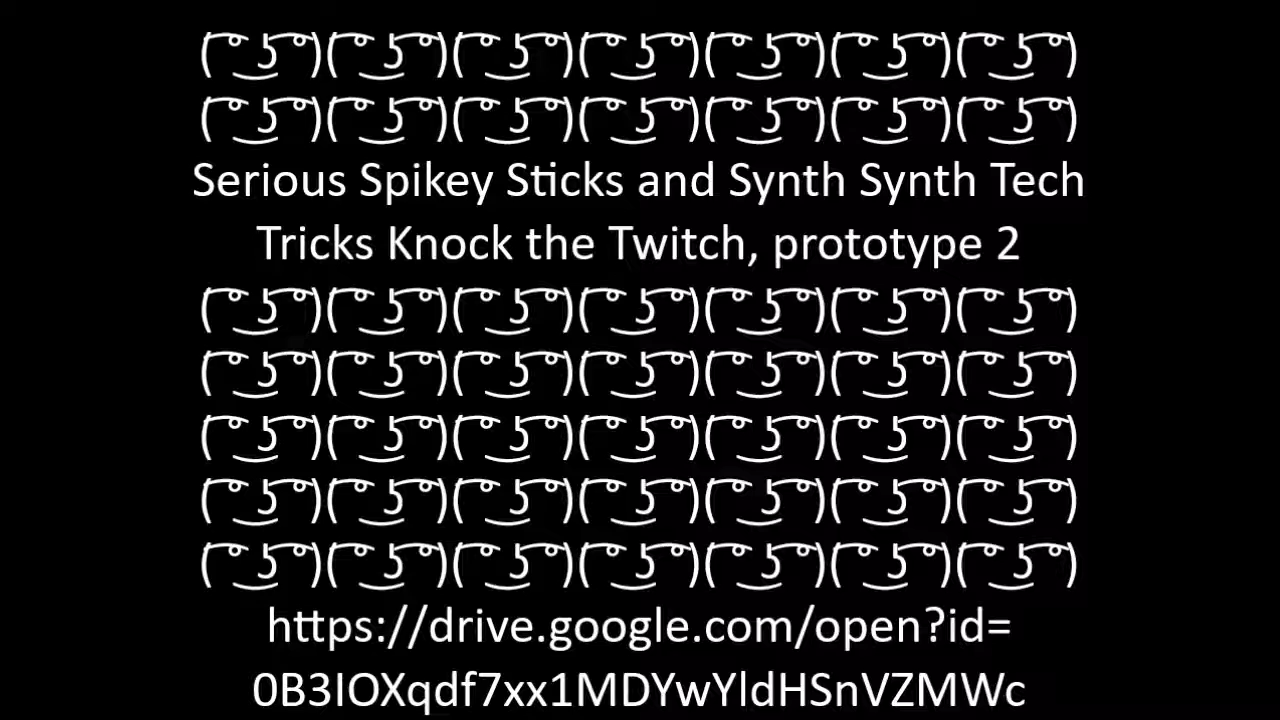 ( ͡° ͜ʖ ͡°)( ͡° ͜ʖ ͡°)( ͡° ͜ʖ ͡°)( ͡° ͜ʖ ͡°)( ͡° ͜ʖ ͡°)( ͡° ͜ʖ ͡°)( ͡° ͜ʖ ͡°)
( ͡° ͜ʖ ͡°)( ͡° ͜ʖ ͡°)( ͡° ͜ʖ ͡°)( ͡° ͜ʖ ͡°)( ͡° ͜ʖ ͡°)( ͡° ͜ʖ ͡°)( ͡° ͜ʖ ͡°)
Serious Spikey Sticks and Synth Synth Tech
Tricks Knock the Twitch, prototype 2
( ͡° ͜ʖ ͡°)( ͡° ͜ʖ ͡°)( ͡° ͜ʖ ͡°)( ͡° ͜ʖ ͡°)( ͡° ͜ʖ ͡°)( ͡° ͜ʖ ͡°)( ͡° ͜ʖ ͡°)
( ͡° ͜ʖ ͡°)( ͡° ͜ʖ ͡°)( ͡° ͜ʖ ͡°)( ͡° ͜ʖ ͡°)( ͡° ͜ʖ ͡°)( ͡° ͜ʖ ͡°)( ͡° ͜ʖ ͡°)
( ͡° ͜ʖ ͡°)( ͡° ͜ʖ ͡°)( ͡° ͜ʖ ͡°)( ͡° ͜ʖ ͡°)( ͡° ͜ʖ ͡°)( ͡° ͜ʖ ͡°)( ͡° ͜ʖ ͡°)
( ͡° ͜ʖ ͡°)( ͡° ͜ʖ ͡°)( ͡° ͜ʖ ͡°)( ͡° ͜ʖ ͡°)( ͡° ͜ʖ ͡°)( ͡° ͜ʖ ͡°)( ͡° ͜ʖ ͡°)
( ͡° ͜ʖ ͡°)( ͡° ͜ʖ ͡°)( ͡° ͜ʖ ͡°)( ͡° ͜ʖ ͡°)( ͡° ͜ʖ ͡°)( ͡° ͜ʖ ͡°)( ͡° ͜ʖ ͡°)
https://drive.google.com/open?id=
0B3IOXqdf7xx1MDYwYldHSnVZMWc